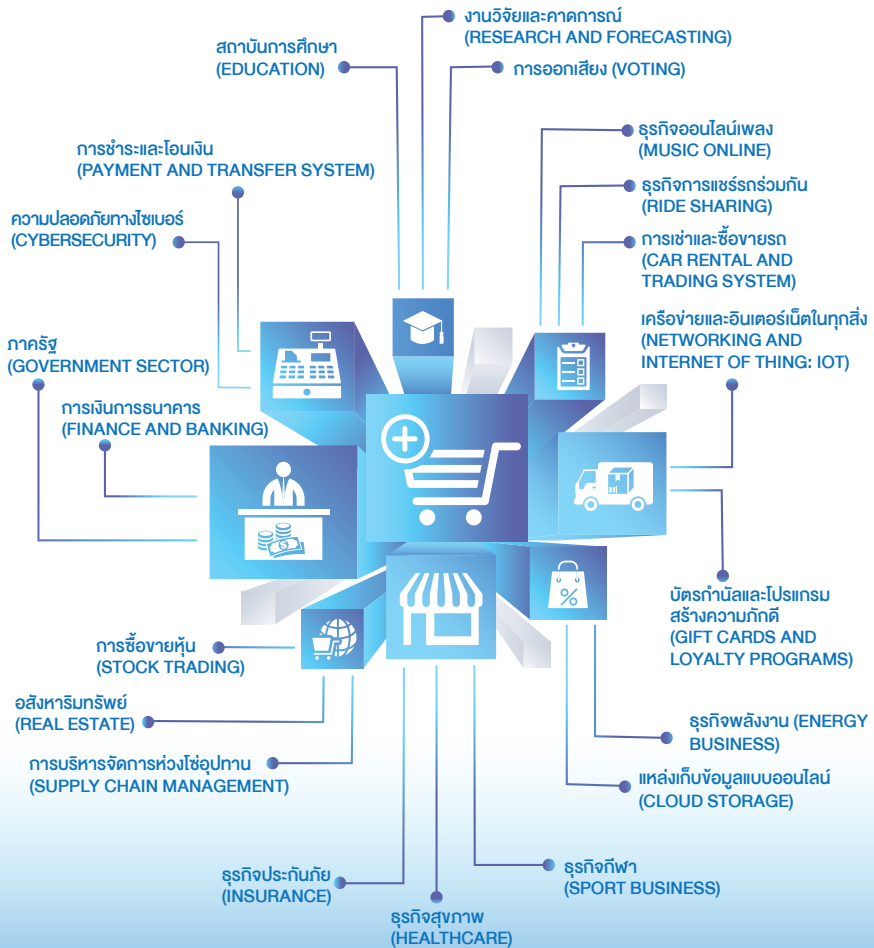 งานวิจัยและคาดการณ์
(RESEARCH AND FORECASTING)
สถาบันการศึกษา
(EDUCATION)
การออกเสียง (VOTING)
ธุรกิจออนไลน์เพลง
(MUSIC ONLINE)
การชำระและโอนเงิน
(PAYMENT AND TRANSFER SYSTEM)
ธุรกิจการแชร์รถร่วมกัน
(RIDE SHARING)
ความปลอดภัยทางไซเบอร์
(CYBERSECURITY)
การเช่าและซื้อขายรถ
(CAR RENTAL AND
TRADING SYSTEM)
เครือข่ายและอินเตอร์เน็ตในทุกสิ่ง
(NETWORKING AND
INTERNET OF THING: IOT)
ภาครัฐ
(GOVERNMENT SECTOR)
การเงินการธนาคาร
(FINANCE AND BANKING)
บัตรกำนัลและโปรแกรม
สร้างความภักดี
(GIFT CARDS AND
LOYALTY PROGRAMS)
การซื้อขายหุ้น
(STOCK TRADING)
อสังหาริมทรัพย์
(REAL ESTATE)
ธุรกิจพลังงาน (ENERGY
BUSINESS)
การบริหารจัดการห่วงโซ่อุปทาน
(SUPPLY CHAIN MANAGEMENT)
แหล่งเก็บข้อมูลแบบออนไลน์
(CLOUD STORAGE)
ธุรกิจประกันภัย
(INSURANCE)
ธุรกิจกีฬา
(SPORT BUSINESS)
ธุรกิจสุขภาพ
(HEALTHCARE)